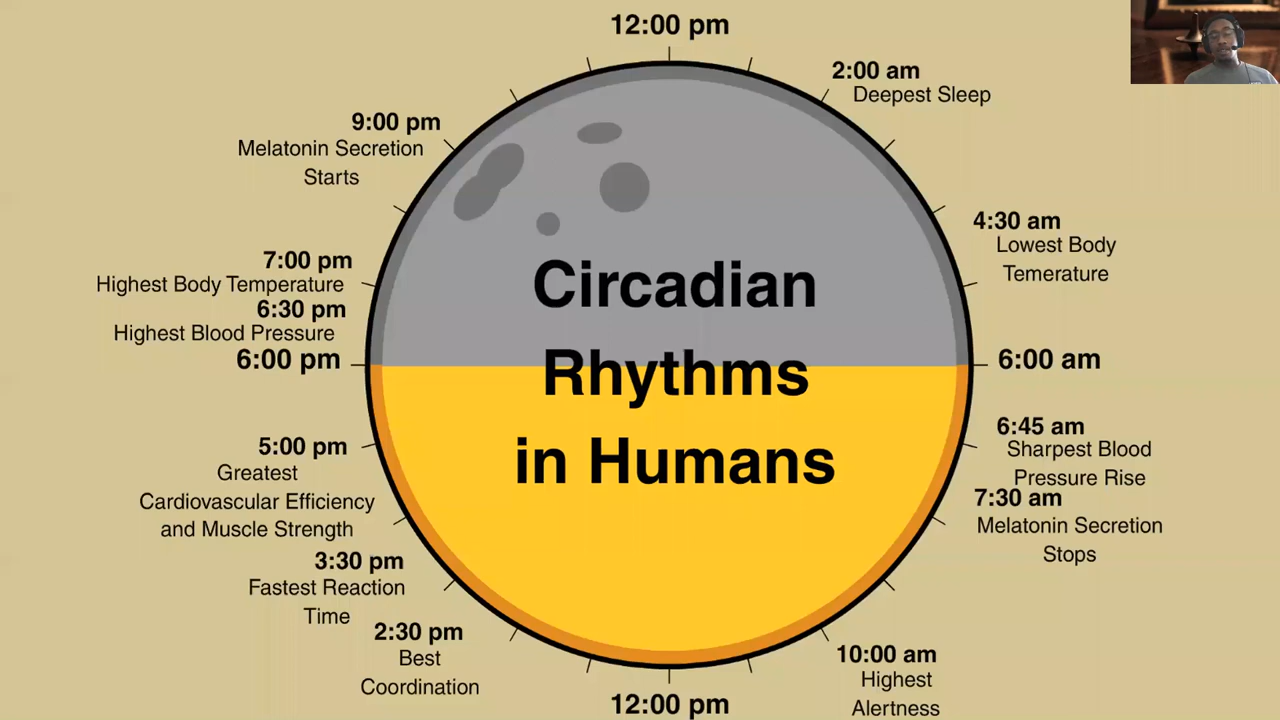 12:00 pm
2:00 am
Deepest Sleep
4:30 am
Lowest Body
Temerature
6:00 am
6:45 am
Sharpest Blood
Pressure Rise
7:30 am
Melatonin Secretion
Stops
10:00 am
Highest
Alertness
12:00 pm
2:30 pm
Best
Coordination
3:30 pm
Fastest Reaction
Time
5:00 pm
Greatest
Cardiovascular Efficiency
and Muscle Strength
6:00 pm
6:30 pm
Highest Blood Pressure
7:00 pm
Highest Body Temperature
9:00 pm
Melatonin Secretion
Starts
Circadian
Rhythms
in Humans